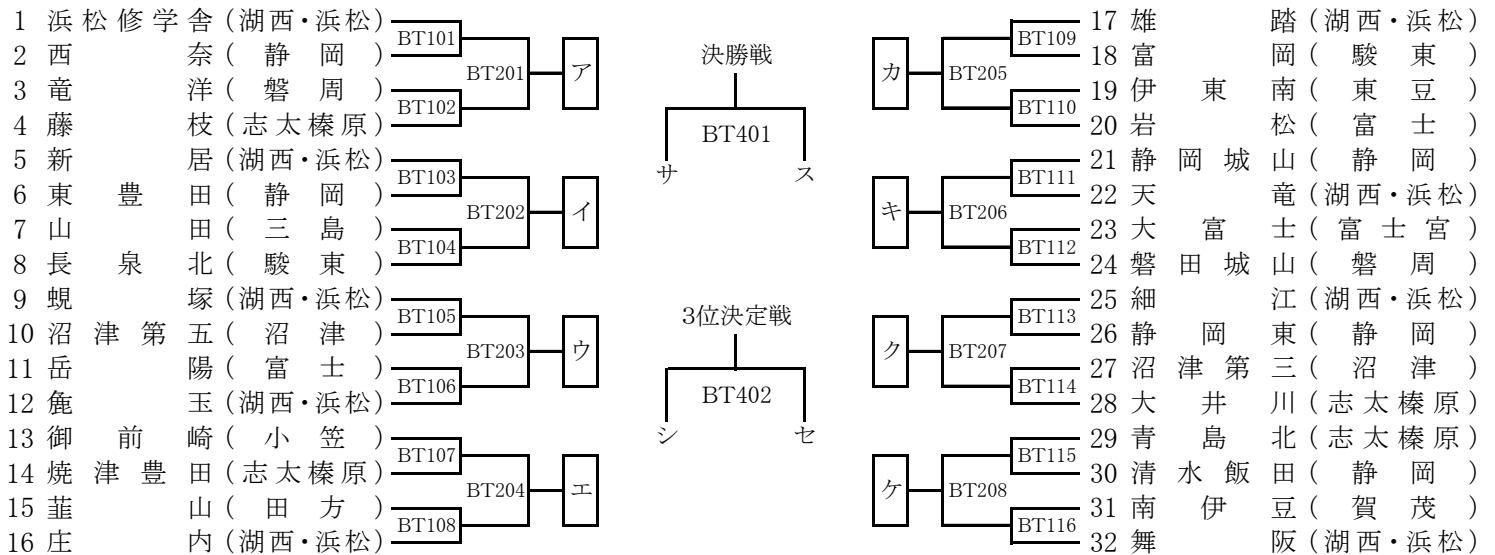 1 浜松修学舎(湖西・浜松)
BT101
2 西奈(静岡)
BT201
ア
3 竜洋(磐周)
BT102
4 藤枝(志太榛原)
5 新居(湖西・浜松)
BT103
6 東豊田(静岡)
BT202
イ
7 山田(三島)
BT104
8 長泉北(駿東)
9 蜆塚(湖西・浜松)
BT105
10 沼津第五(沼津)
BT203
ウ
11 岳陽(富士)
BT106
12 麁玉(湖西・浜松)
13 御前崎(小笠)
BT107
14 焼津豊田(志太榛原)
BT204
エ
15 韮山(田方)
BT108
16 庄内(湖西・浜松)
決勝戦
BT401
サ ス
3位決定戦
BT402
シ セ
17 雄踏(湖西・浜松)
BT109
18 富岡(駿東)
カ
BT205
19 伊東南(東豆)
BT110
20 岩松(富士)
21 静岡城山(静岡)
BT111
22 天竜(湖西・浜松)
キ
BT206
23 大富士(富士宮)
BT112
24 磐田城山(磐周)
25 細江(湖西・浜松)
BT113
26 静岡東(静岡)
ク
BT207
27 沼津第三(沼津)
BT114
28 大井川(志太榛原)
29 青島北(志太榛原)
BT115
30 清水飯田(静岡)
ケ
BT208
31 南伊豆(賀茂)
BT116
32 舞阪(湖西・浜松)